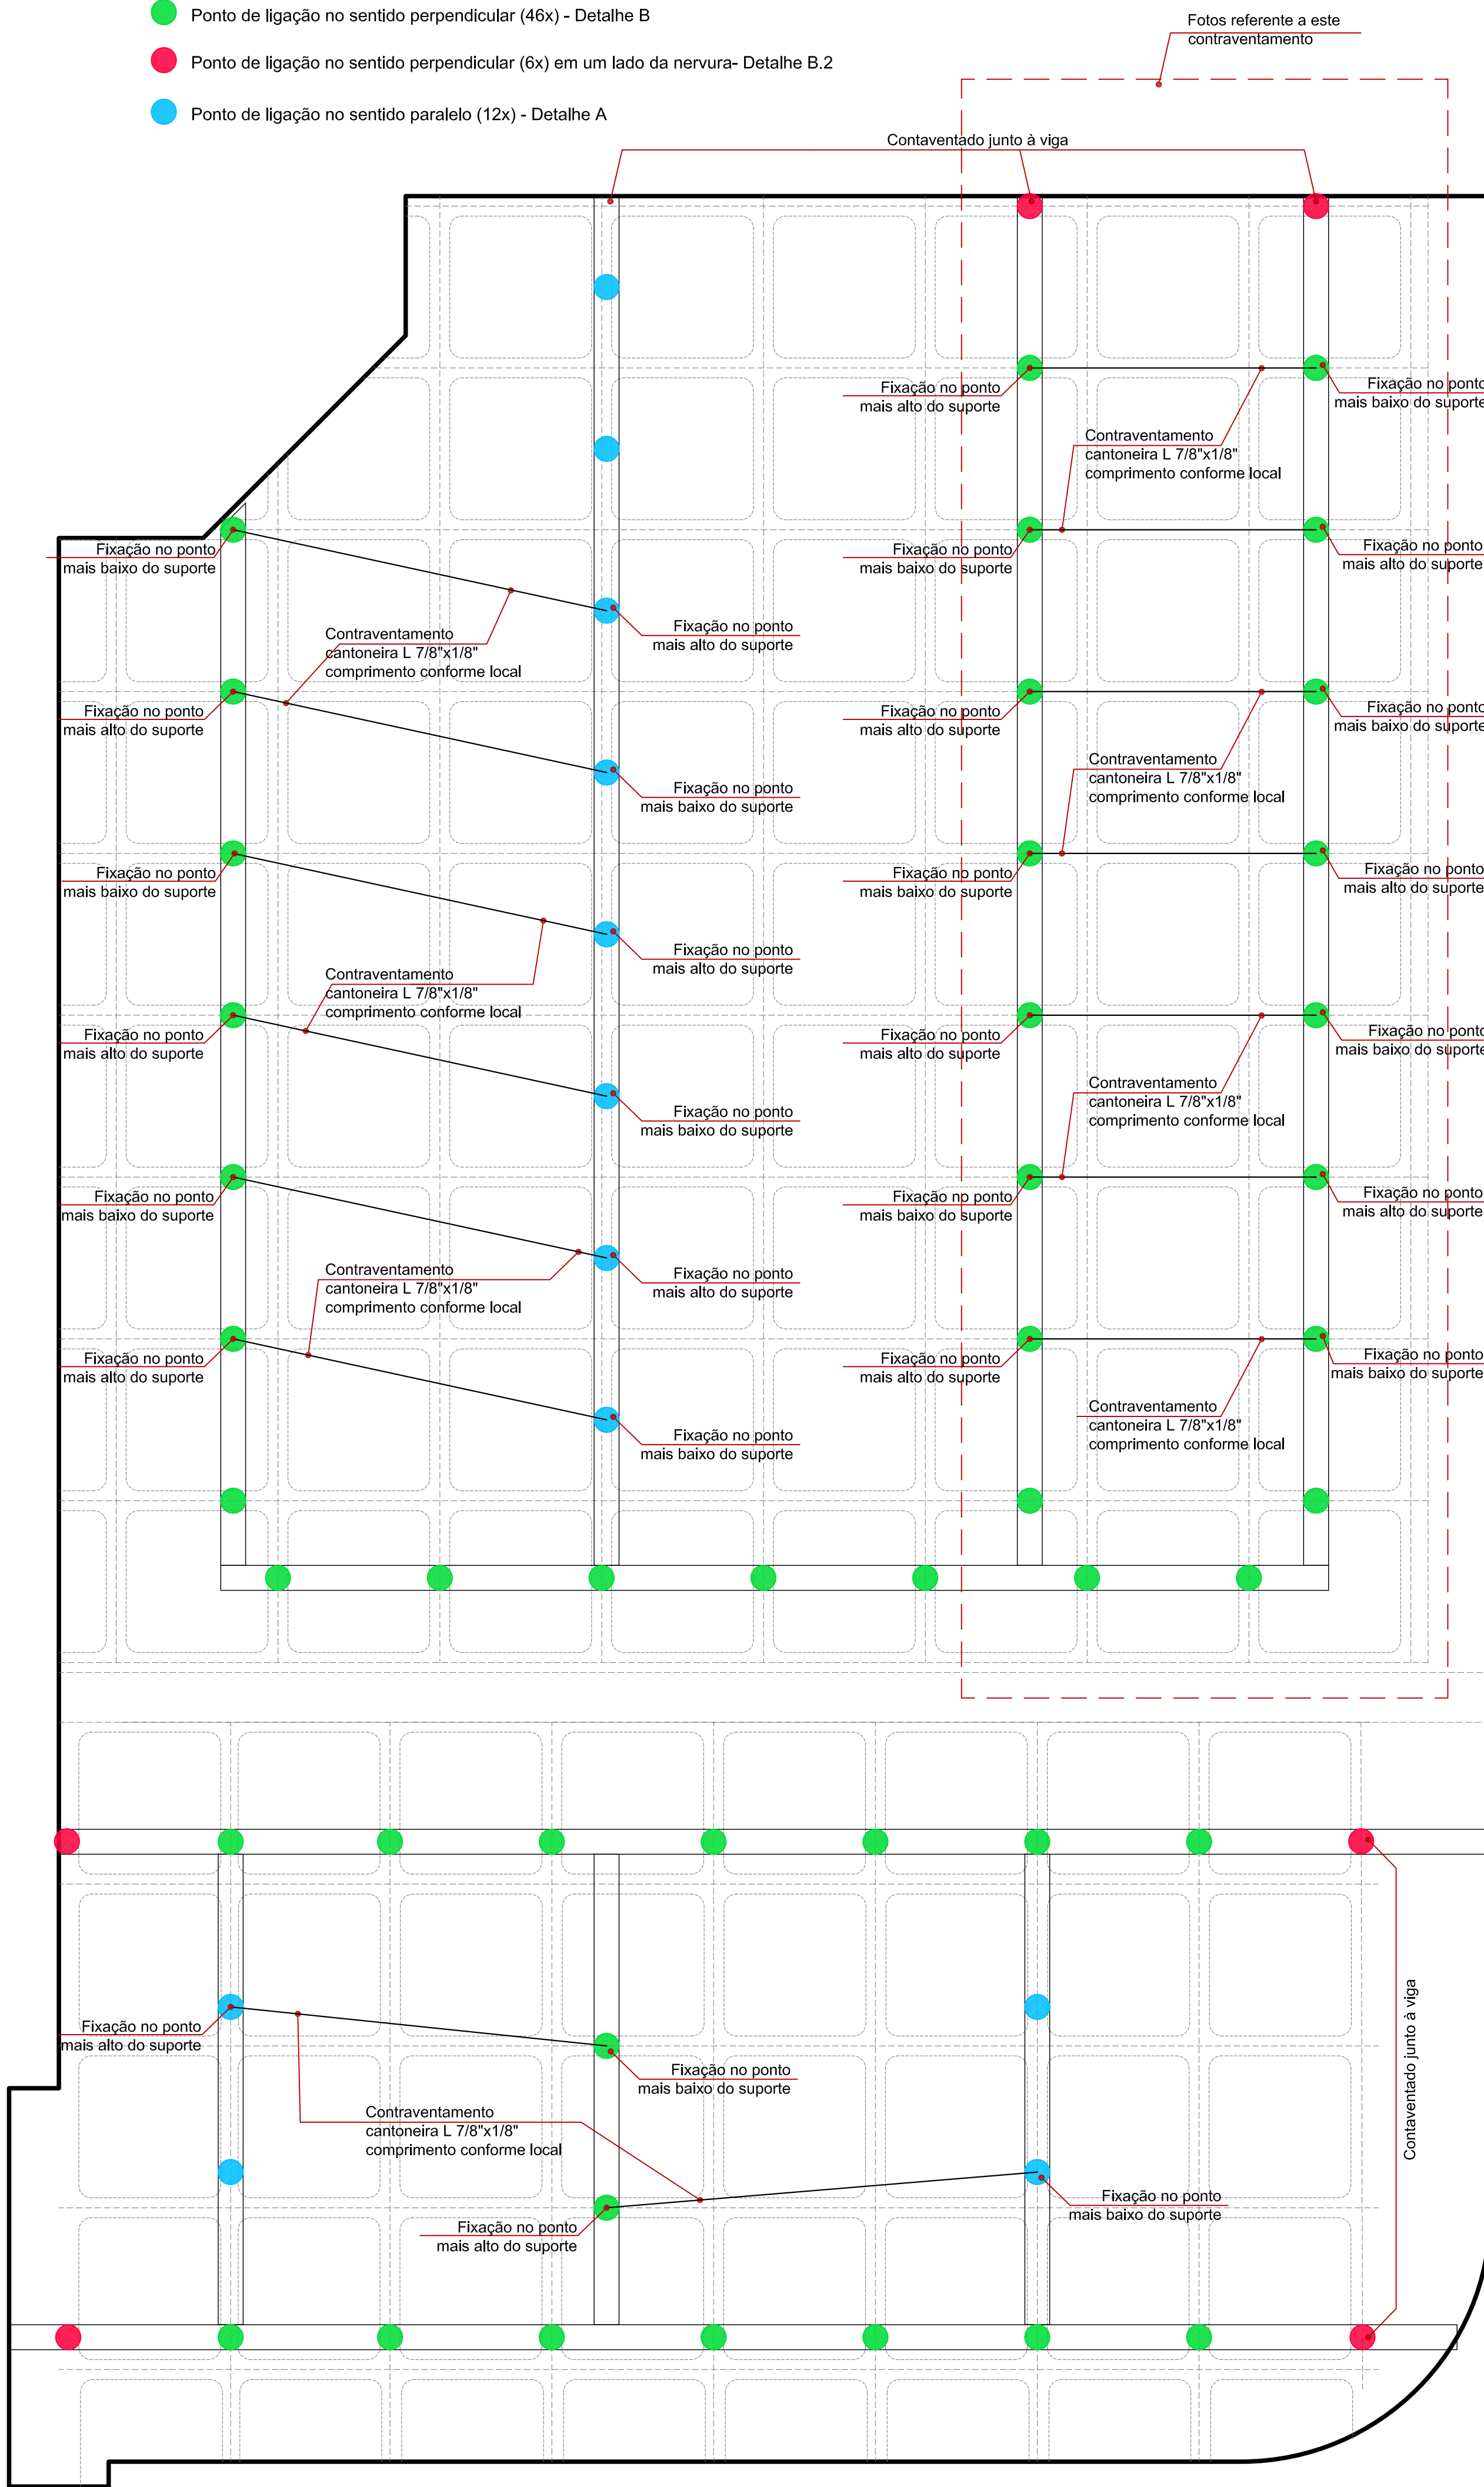 Ponto de ligação no sentido perpendicular (46x) - Detalhe B
Ponto de ligação no sentido perpendicular (6x) em um lado da nervura- Detalhe B.2
Ponto de ligação no sentido paralelo (12x) - Detalhe A
Fotos referente a este
contraventamento
Contaventado junto à viga
Fixação no ponto
mais alto do suporte
Fixação no ponto
mais baixo do suporte
Contraventamento
cantoneira L 7/8"x1/8"
comprimento conforme local
Fixação no ponto
mais baixo do suporte
Fixação no ponto
mais baixo do suporte
Fixação no ponto
mais alto do suporte
Fixação no ponto
mais alto do suporte
Contraventamento
cantoneira L 7/8"x1/8"
comprimento conforme local
Fixação no ponto
mais alto do suporte
Fixação no ponto
mais alto do suporte
Fixação no ponto
mais baixo do suporte
Fixação no ponto
mais baixo do suporte
Contraventamento
cantoneira L 7/8"x1/8"
comprimento conforme local
Fixação no ponto
mais baixo do suporte
Fixação no ponto
mais baixo do suporte
Fixação no ponto
mais alto do suporte
Fixação no ponto
mais alto do suporte
Contraventamento
cantoneira L 7/8"x1/8"
comprimento conforme local
Fixação no ponto
mais alto do suporte
Fixação no ponto
mais alto do suporte
Fixação no ponto
mais baixo do suporte
Fixação no ponto
mais baixo do suporte
Contraventamento
cantoneira L 7/8"x1/8"
comprimento conforme local
Fixação no ponto
mais baixo do suporte
Fixação no ponto
mais baixo do suporte
Fixação no ponto
mais alto do suporte
Fixação no ponto
mais alto do suporte
Contraventamento
cantoneira L 7/8"x1/8"
comprimento conforme local
Fixação no ponto
mais alto do suporte
Fixação no ponto
mais alto do suporte
Fixação no ponto
mais baixo do suporte
Contraventamento
cantoneira L 7/8"x1/8"
comprimento conforme local
Fixação no ponto
mais baixo do suporte
Fixação no ponto
mais alto do suporte
Fixação no ponto
mais baixo do suporte
Contraventamento
cantoneira L 7/8"x1/8"
comprimento conforme local
Contaventado junto à viga
Fixação no ponto
mais baixo do suporte
Fixação no ponto
mais alto do suporte